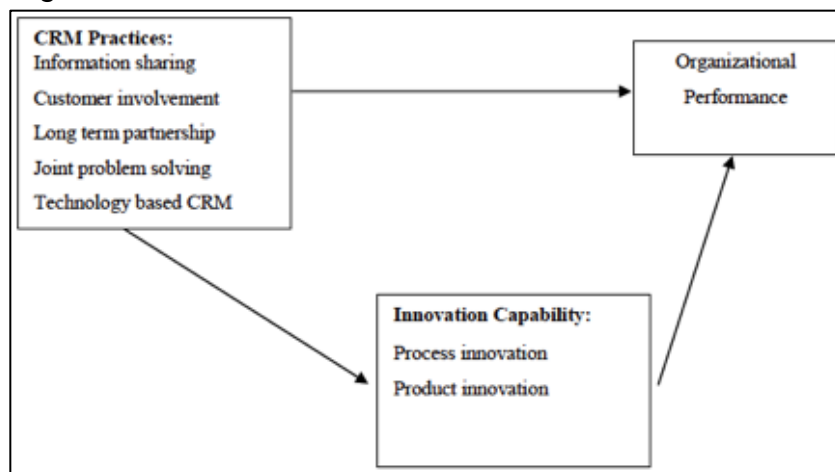 CRM Practices:
Information sharing
Customer involvement
Long term partnership
Joint problem solving
Technology based CRM
Organizational
Performance
Innovation Capability:
Process innovation
Product innovation